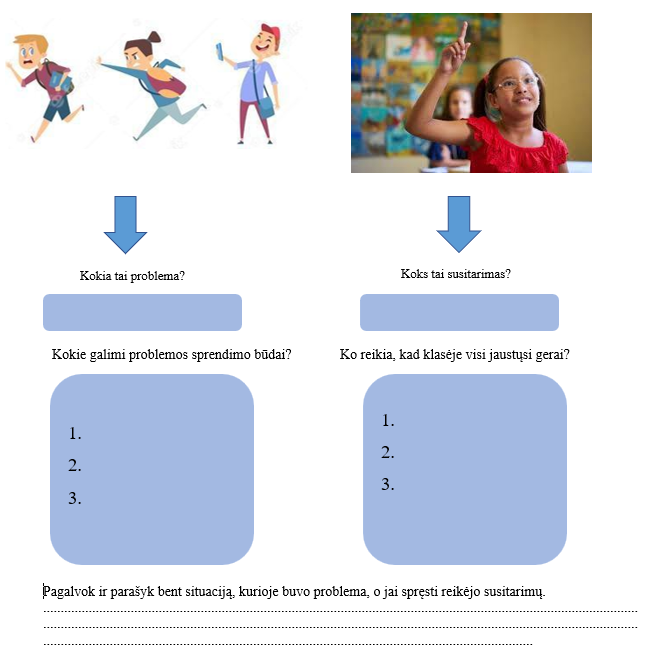 Kokia tai problema?
Koks tai susitarimas?
Kokie galimi problemos sprendimo būdai?
Ko reikia, kad klasėje visi jaustųsi gerai?
1.
2.
3.
1.
2.
3.
Pagalvok ir parašyk bent situaciją, kurioje buvo problema, o jai spręsti reikėjo susitarimų.